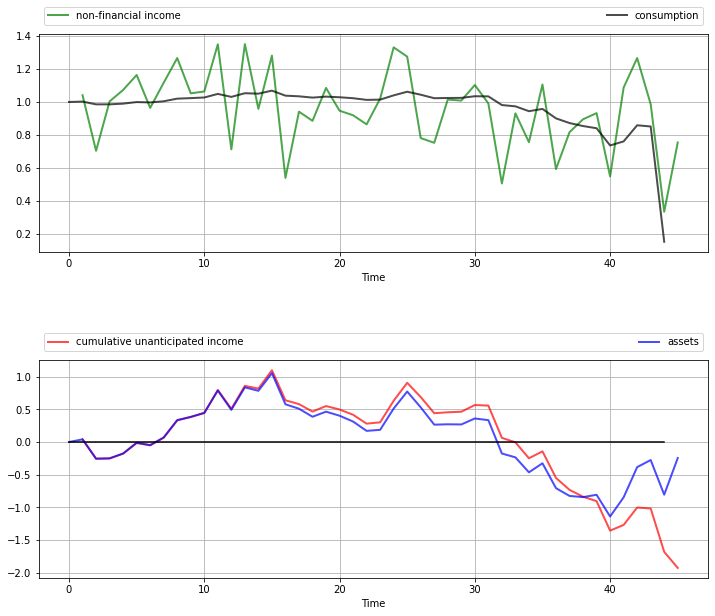 non-financial income consumption
1.4
1.2
1.0
0.8
0.6
0.4
0.2
0 10 20 30 40
Time
cumulative unanticipated income assets
1.0
0.5
0.0
−0.5
−1.0
−1.5
−2.0
0 10 20 30 40
Time